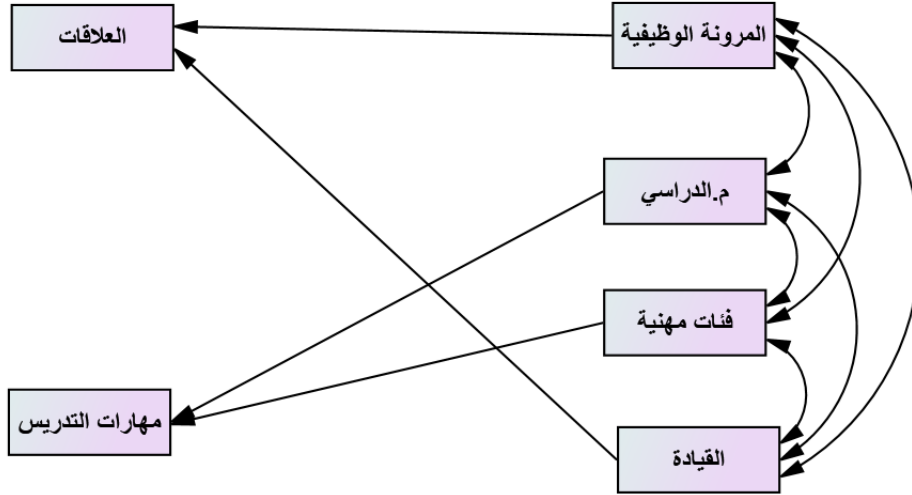 المرونة الوظيفية
العلاقات
م.الدراسي
فئات مهنية
مهارات التدريس
القيادة